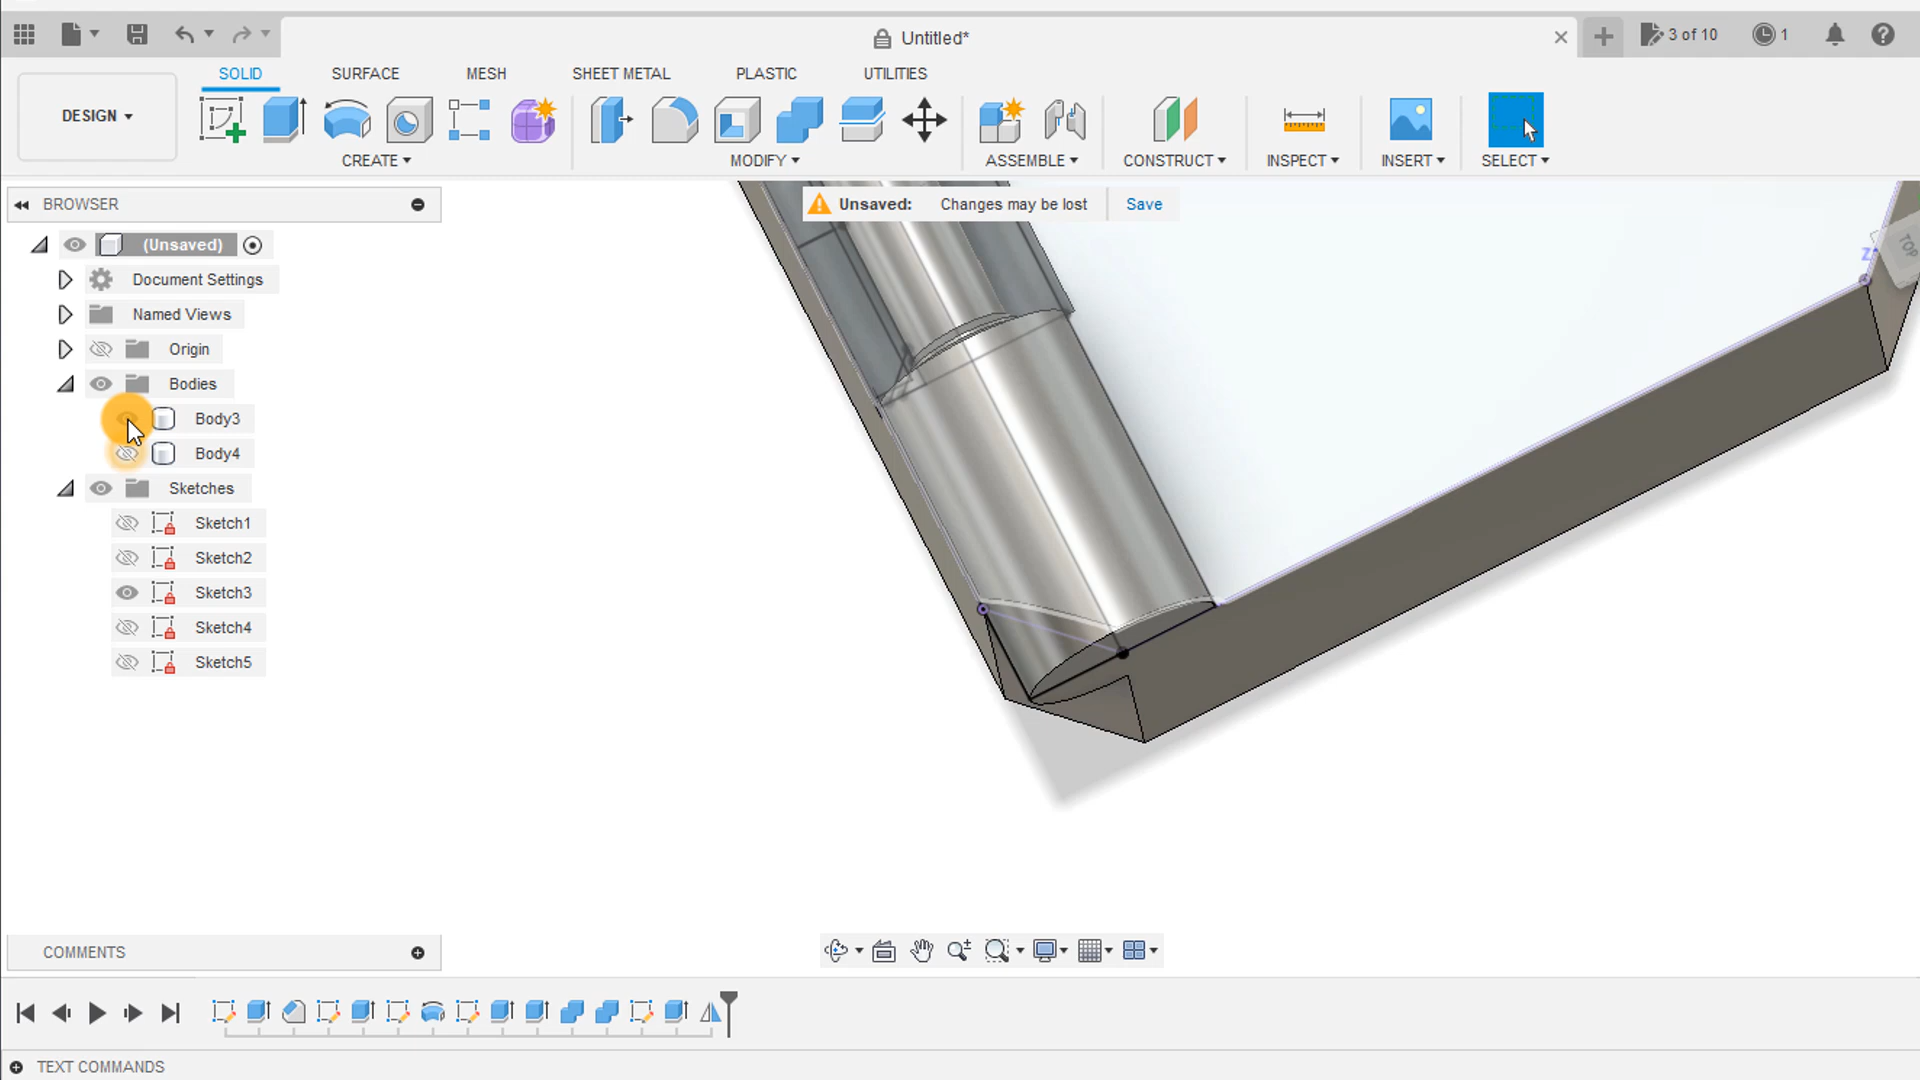 Untitled*
3 of 10
1
DESIGN
SOLID
SURFACE
MESH
SHEET METAL
PLASTIC
UTILITIES
CREATE
MODIFY
ASSEMBLE
CONSTRUCT
INSPECT
INSERT
SELECT
BROWSER
Unsaved: Changes may be lost Save
(Unsaved)
Document Settings
Named Views
Origin
Bodies
Body3
Body4
Sketches
Sketch1
Sketch2
Sketch3
Sketch4
Sketch5
Z
TOP
COMMENTS
TEXT COMMANDS